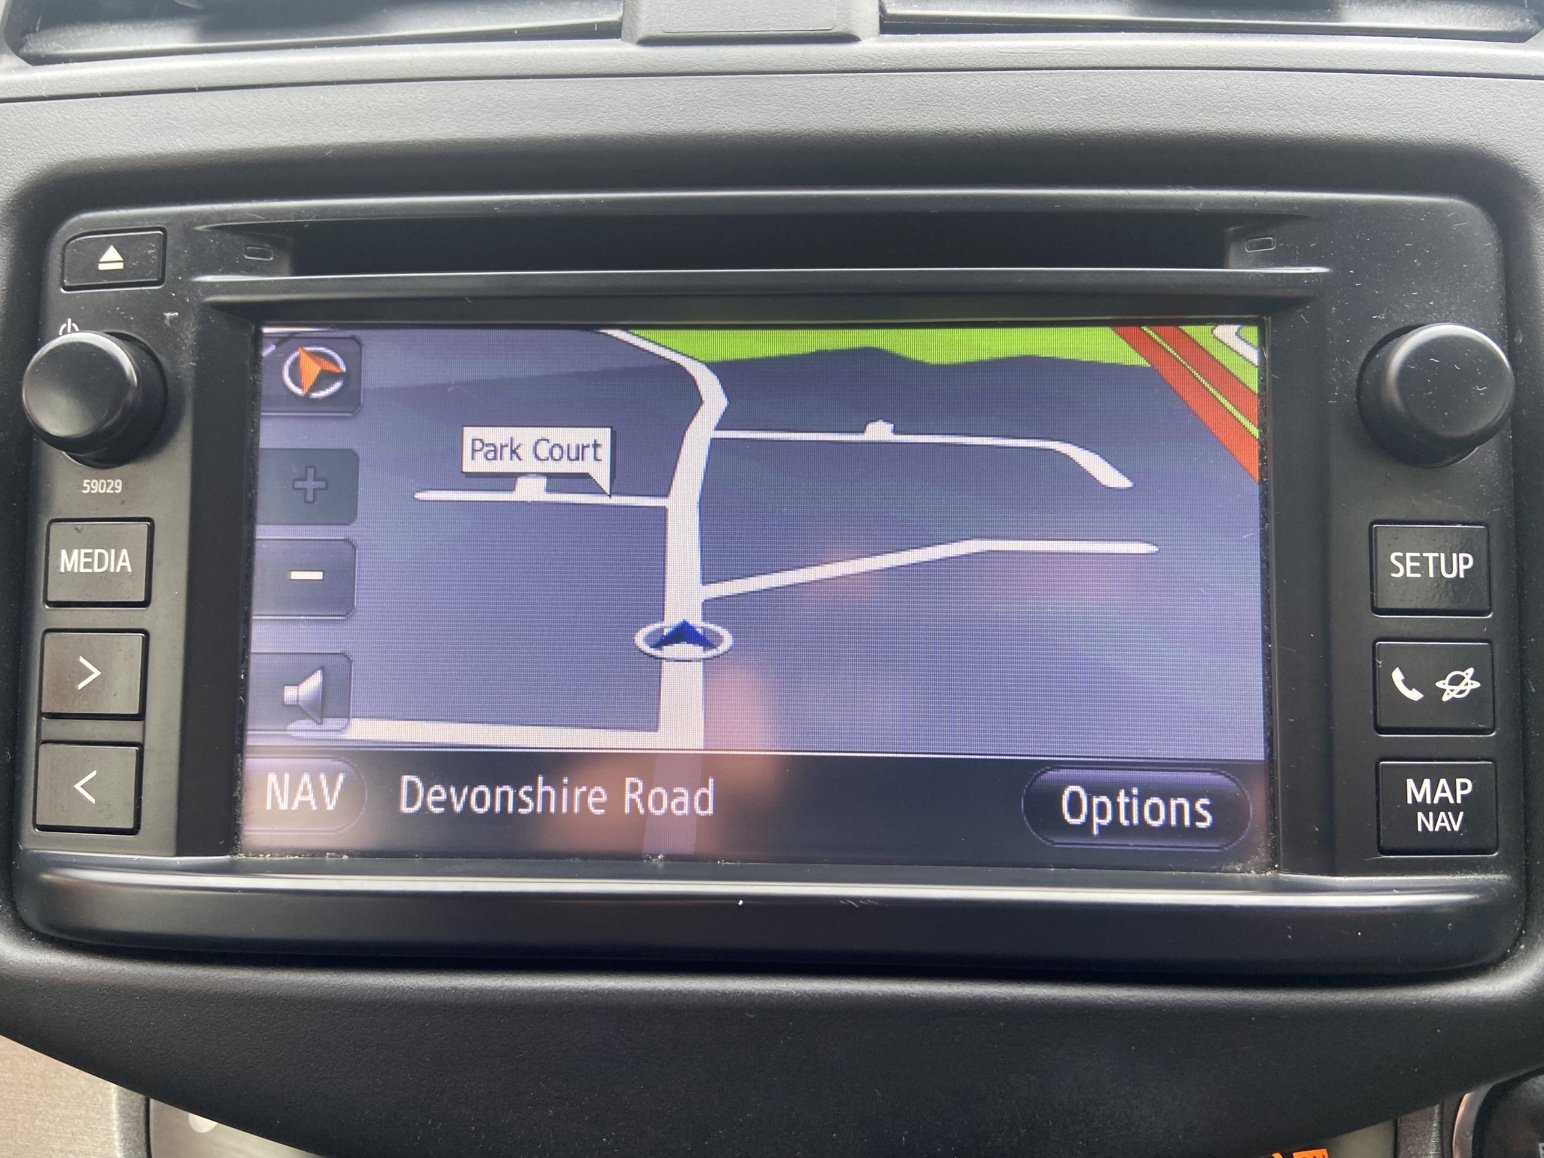 59029
MEDIA
>
<
Park Court
+
−
NAV
Devonshire Road
Options
SETUP
MAP
NAV